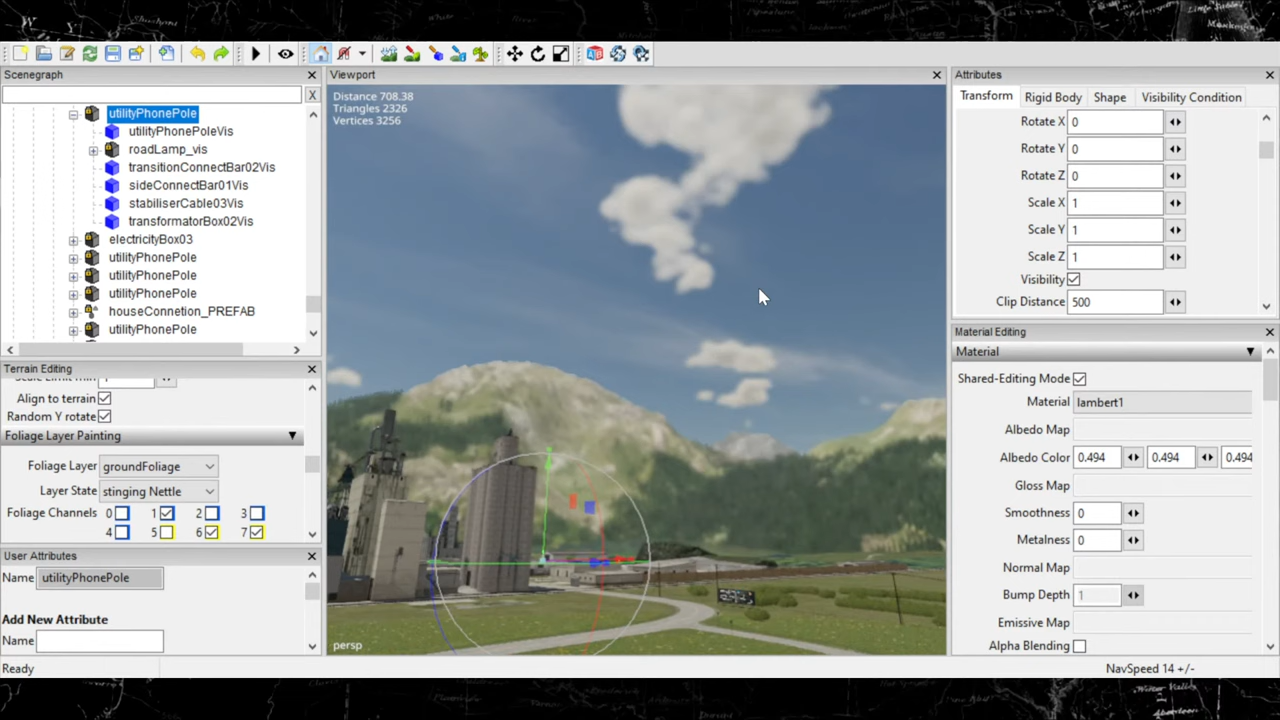 Scenegraph
X
utilityPhonePole
utilityPhonePoleVis
roadLamp_vis
transitionConnectBar02Vis
sideConnectBar01Vis
stabiliserCable03Vis
transformatorBox02Vis
electricityBox03
utilityPhonePole
utilityPhonePole
utilityPhonePole
houseConnetion_PREFAB
utilityPhonePole
Terrain Editing
Align to terrain
Random Y rotate
Foliage Layer Painting
Foliage Layer groundFoliage
Layer State stinging Nettle
Foliage Channels 0 1 2 3
4 5 6 7
User Attributes
Name utilityPhonePole
Add New Attribute
Name
Ready
Viewport
Distance 708.38
Triangles 2326
Vertices 3256
persp
Attributes
Transform Rigid Body Shape Visibility Condition
Rotate X 0
Rotate Y 0
Rotate Z 0
Scale X 1
Scale Y 1
Scale Z 1
Visibility
Clip Distance 500
Material Editing
Material
Shared-Editing Mode
Material lambert1
Albedo Map
Albedo Color 0.494 0.494 0.494
Gloss Map
Smoothness 0
Metalness 0
Normal Map
Bump Depth 1
Emissive Map
Alpha Blending
NavSpeed 14 +/-